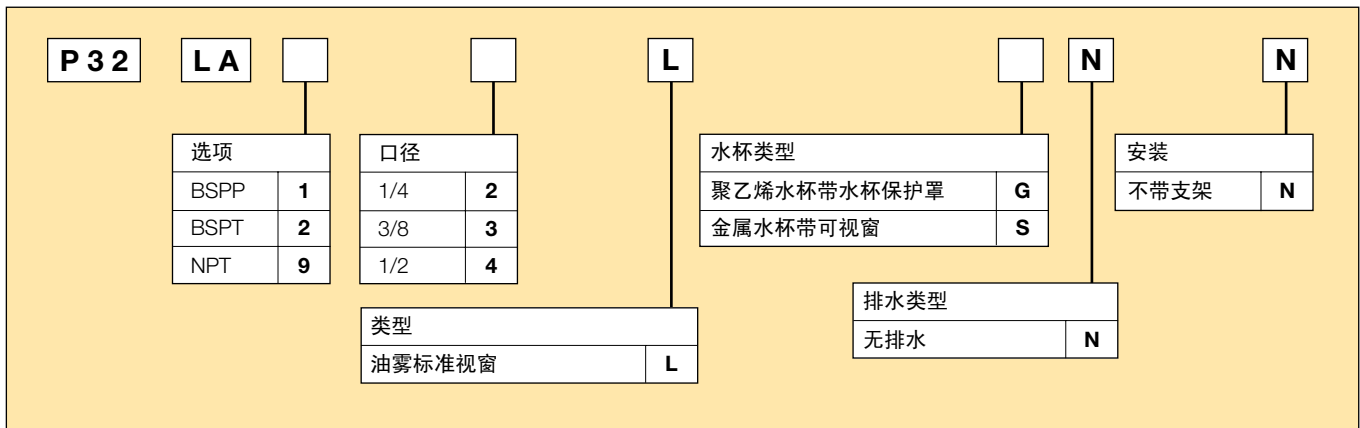 P32 LA L N N
选项
BSPP 1
BSPT 2
NPT 9
口径
1/4 2
3/8 3
1/2 4
类型
油雾标准视窗 L
水杯类型
聚乙烯水杯带水杯保护罩 G
金属水杯带可视窗 S
排水类型
无排水 N
安装
不带支架 N